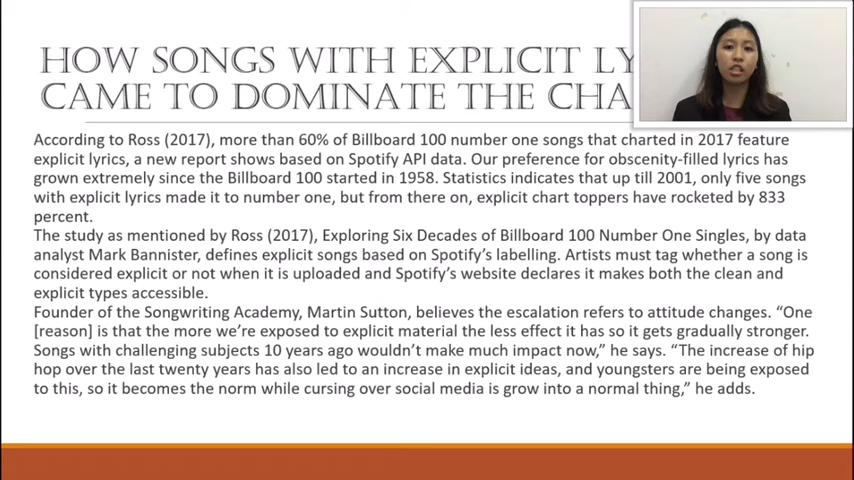 HOW SONGS WITH EXPLICIT LY
CAME TO DOMINATE THE CHA
According to Ross (2017), more than 60% of Billboard 100 number one songs that charted in 2017 feature
explicit lyrics, a new report shows based on Spotify API data. Our preference for obscenity-filled lyrics has
grown extremely since the Billboard 100 started in 1958. Statistics indicates that up till 2001, only five songs
with explicit lyrics made it to number one, but from there on, explicit chart toppers have rocketed by 833
percent.
The study as mentioned by Ross (2017), Exploring Six Decades of Billboard 100 Number One Singles, by data
analyst Mark Bannister, defines explicit songs based on Spotify's labelling. Artists must tag whether a song is
considered explicit or not when it is uploaded and Spotify's website declares it makes both the clean and
explicit types accessible.
Founder of the Songwriting Academy, Martin Sutton, believes the escalation refers to attitude changes. "One
[reason] is that the more we're exposed to explicit material the less effect it has so it gets gradually stronger.
Songs with challenging subjects 10 years ago wouldn't make much impact now," he says. "The increase of hip
hop over the last twenty years has also led to an increase in explicit ideas, and youngsters are being exposed
to this, so it becomes the norm while cursing over social media is grow into a normal thing," he adds.